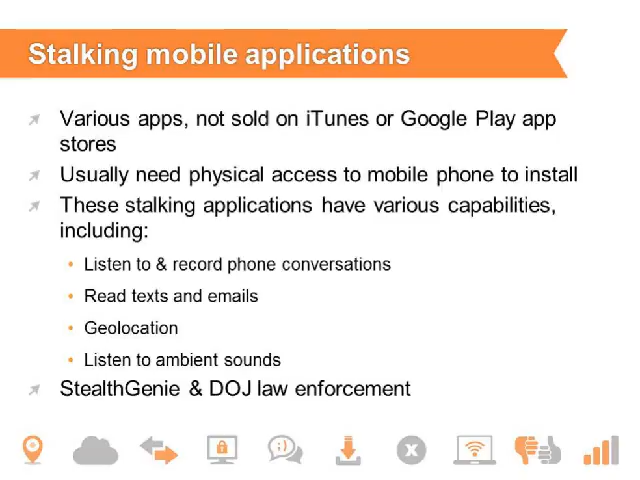 Stalking mobile applications
Various apps, not sold on iTunes or Google Play app
stores
Usually need physical access to mobile phone to install
These stalking applications have various capabilities,
including:
• Listen to & record phone conversations
• Read texts and emails
• Geolocation
• Listen to ambient sounds
StealthGenie & DOJ law enforcement
:)